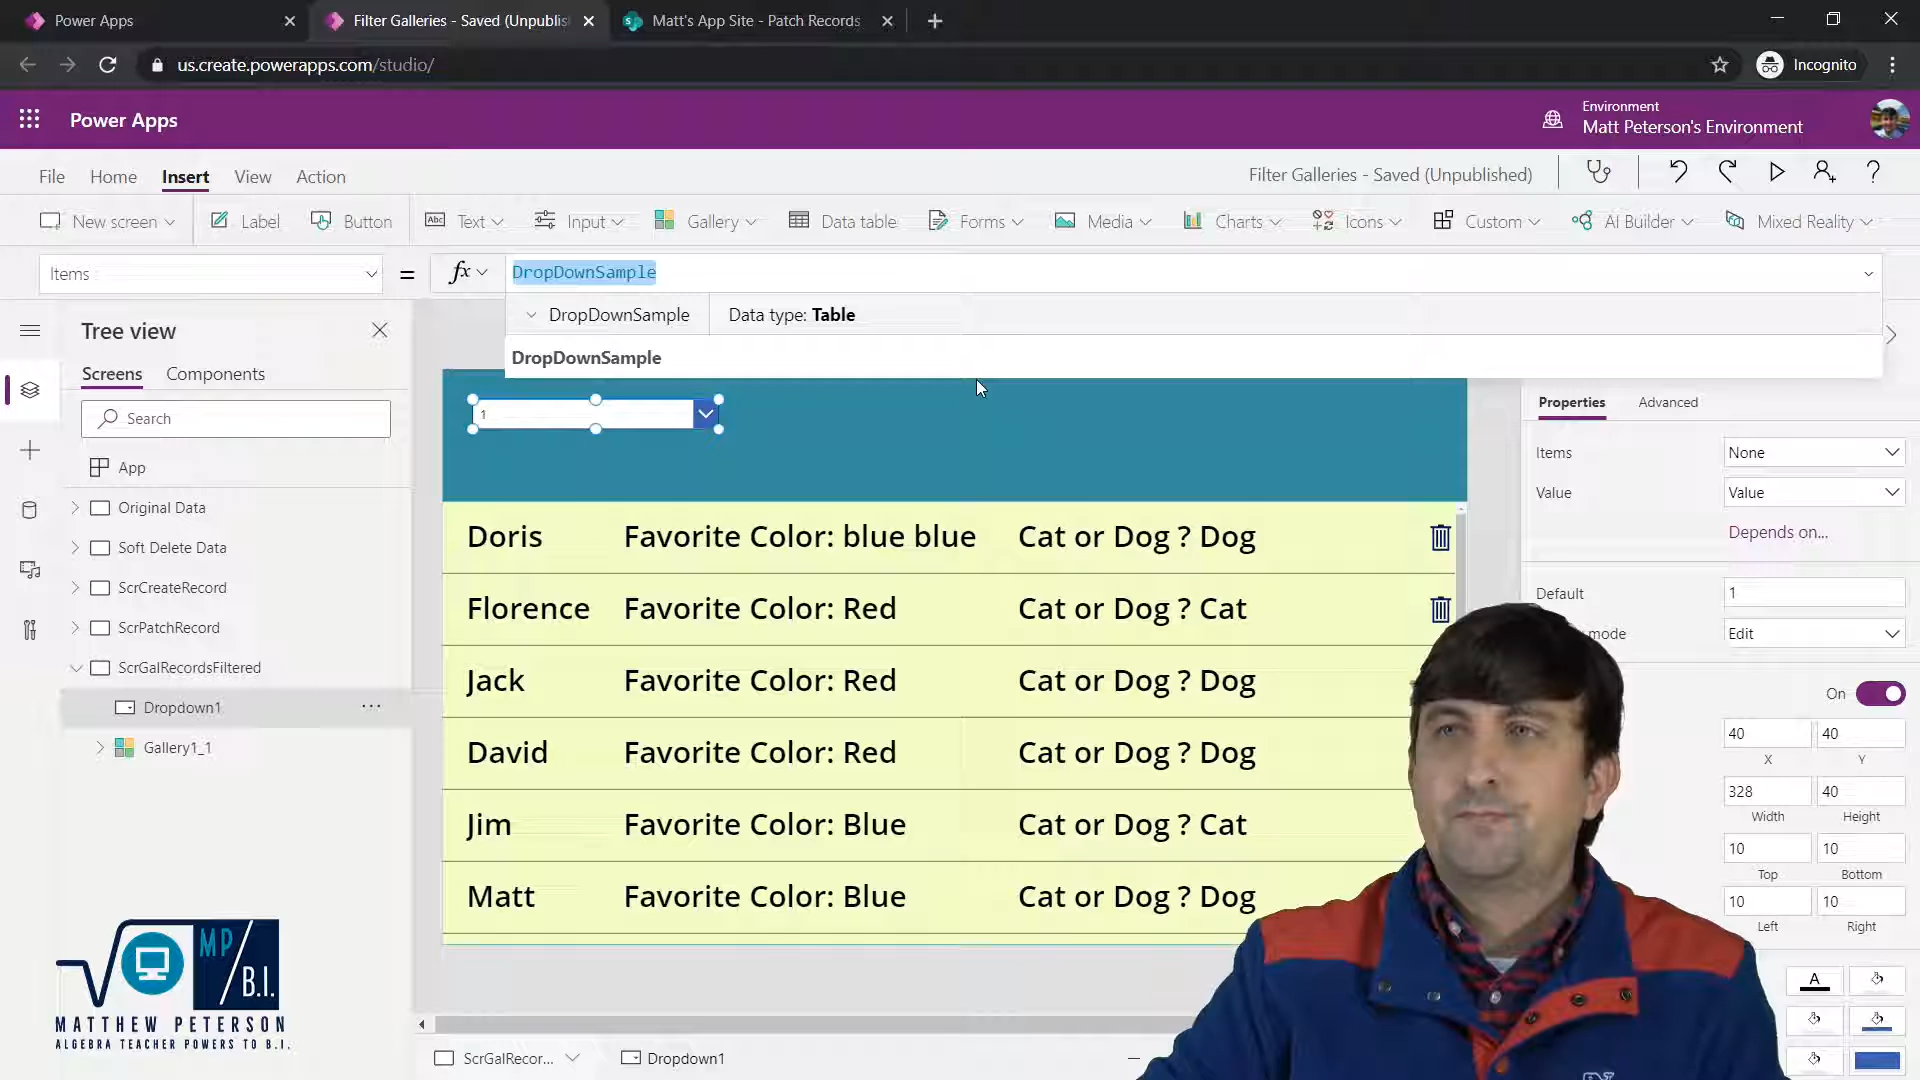 Power Apps
Filter Galleries - Saved (Unpublis
Matt's App Site - Patch Records
us.create.powerapps.com/studio/
Incognito
Power Apps
Environment
Matt Peterson's Environment
File Home Insert View Action
Filter Galleries - Saved (Unpublished)
New screen Label Button Abc Text Input Gallery Data table Forms Media Charts Icons Custom AI Builder Mixed Reality
Items = fx DropDownSample
DropDownSample Data type: Table
DropDownSample
Tree view
Screens Components
Search
App
Original Data
Soft Delete Data
ScrCreateRecord
ScrPatchRecord
ScrGalRecordsFiltered
Dropdown1 ...
Gallery1_1
1
Doris Favorite Color: blue blue Cat or Dog ? Dog
Florence Favorite Color: Red Cat or Dog ? Cat
Jack Favorite Color: Red Cat or Dog ? Dog
David Favorite Color: Red Cat or Dog ? Dog
Jim Favorite Color: Blue Cat or Dog ? Cat
Matt Favorite Color: Blue Cat or Dog ? Dog
Properties Advanced
Items None
Value Value
Depends on...
Default 1
mode Edit
On
40 40
X Y
328 40
Width Height
10 10
Top Bottom
10 10
Left Right
A
MP
B.I.
MATTHEW PETERSON
ALGEBRA TEACHER POWERS TO B.I.
ScrGalRecor... Dropdown1